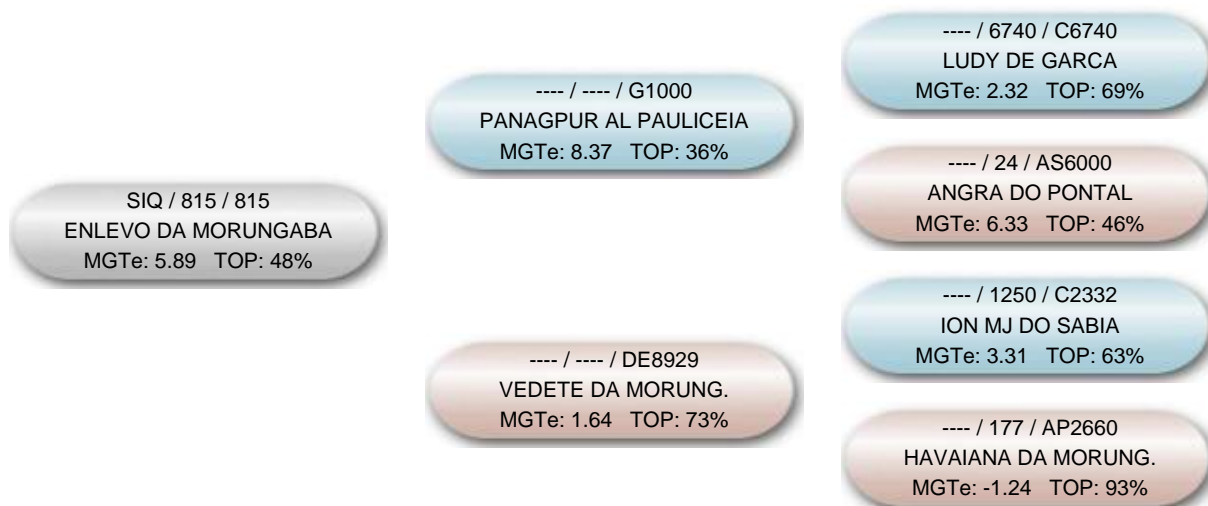 SIQ / 815 / 815
ENLEVO DA MORUNGABA
MGTe: 5.89 TOP: 48%
---- / ---- / G1000
PANAGPUR AL PAULICEIA
MGTe: 8.37 TOP: 36%
---- / ---- / DE8929
VEDETE DA MORUNG.
MGTe: 1.64 TOP: 73%
---- / 6740 / C6740
LUDY DE GARCA
MGTe: 2.32 TOP: 69%
---- / 24 / AS6000
ANGRA DO PONTAL
MGTe: 6.33 TOP: 46%
---- / 1250 / C2332
ION MJ DO SABIA
MGTe: 3.31 TOP: 63%
---- / 177 / AP2660
HAVAIANA DA MORUNG.
MGTe: -1.24 TOP: 93%